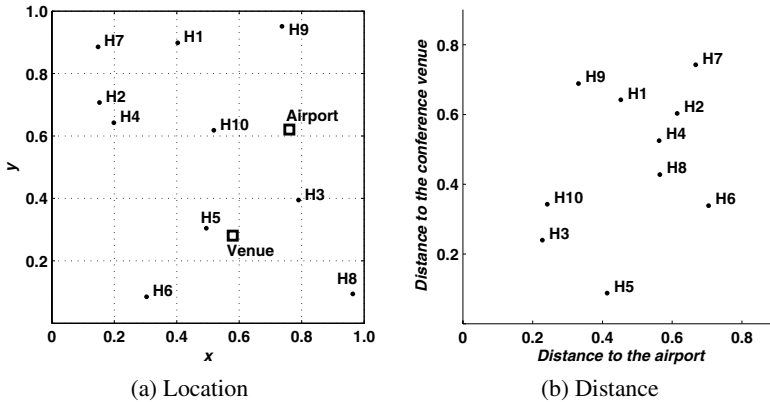 1.0
H9
H1
H7
0.8
H2
H4
Airport
H10
0.6
y
0.4
H3
H5
Venue
0.2
H6
H8
0 0.2 0.4 0.6 0.8 1.0
x
(a) Location
Distance to the conference venue
0.8
H7
H9
H1
H2
0.6
H4
H8
0.4
H10
H6
H3
0.2
H5
0 0.2 0.4 0.6 0.8
Distance to the airport
(b) Distance